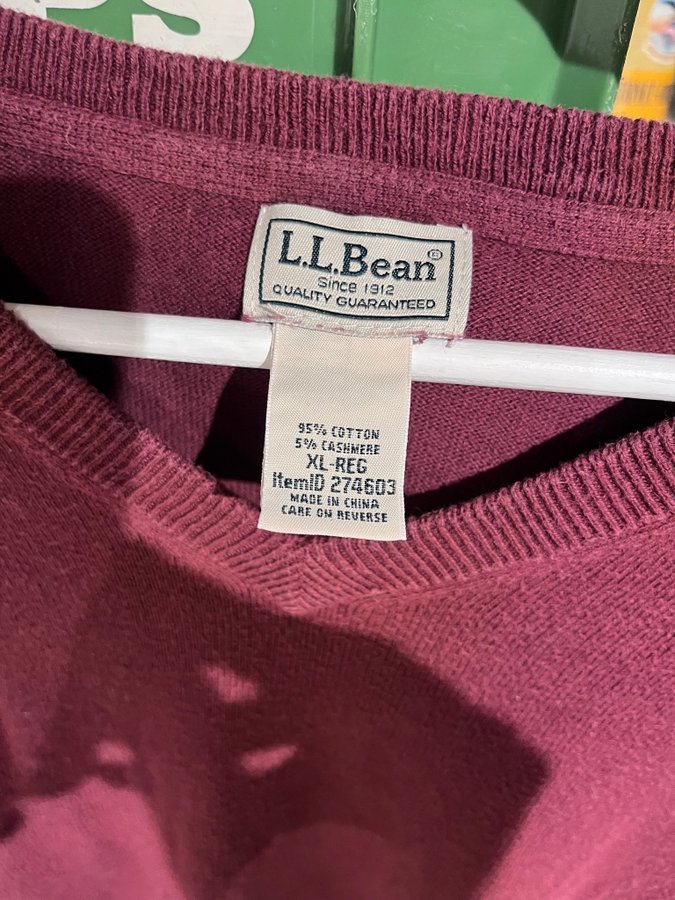 PS
L.L.Bean®
Since 1912
QUALITY GUARANTEED
95% COTTON
5% CASHMERE
XL-REG
ItemID 274603
MADE IN CHINA
CARE ON REVERSE